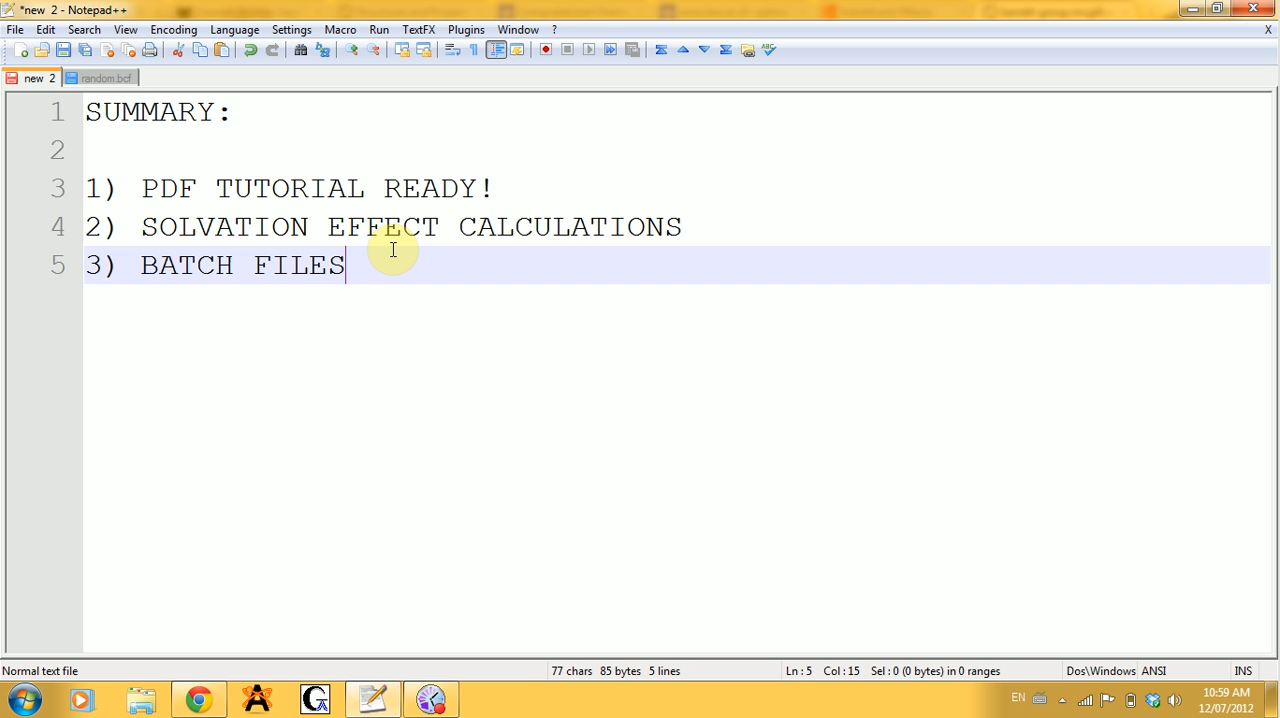 *new  2 - Notepad++
File Edit Search View Encoding Language Settings Macro Run TextFX Plugins Window ? X
new  2 random.bcf
1 SUMMARY:
2
3 1) PDF TUTORIAL READY!
4 2) SOLVATION EFFECT CALCULATIONS
5 3) BATCH FILES
Normal text file 77 chars 85 bytes 5 lines Ln : 5 Col : 15 Sel : 0 (0 bytes) in 0 ranges Dos\Windows ANSI INS
EN 10:59 AM
12/07/2012